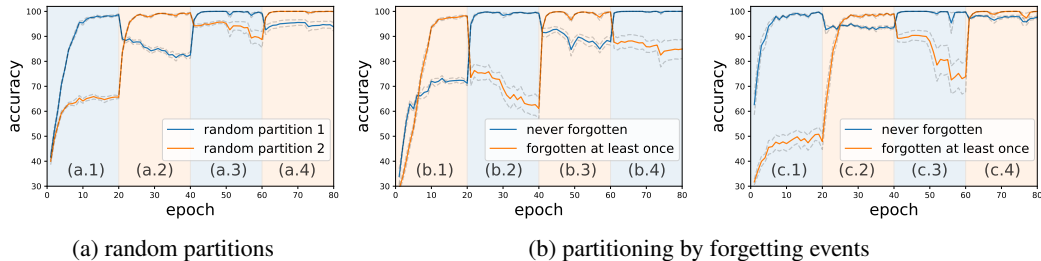 100
90
80
70
60
50
40
30
accuracy
random partition 1
random partition 2
(a.1) (a.2) (a.3) (a.4)
0 10 20 30 40 50 60 70 80
epoch
100
90
80
70
60
50
40
30
accuracy
never forgotten
forgotten at least once
(b.1) (b.2) (b.3) (b.4)
0 10 20 30 40 50 60 70 80
epoch
100
90
80
70
60
50
40
30
accuracy
never forgotten
forgotten at least once
(c.1) (c.2) (c.3) (c.4)
0 10 20 30 40 50 60 70 80
epoch
(a) random partitions
(b) partitioning by forgetting events